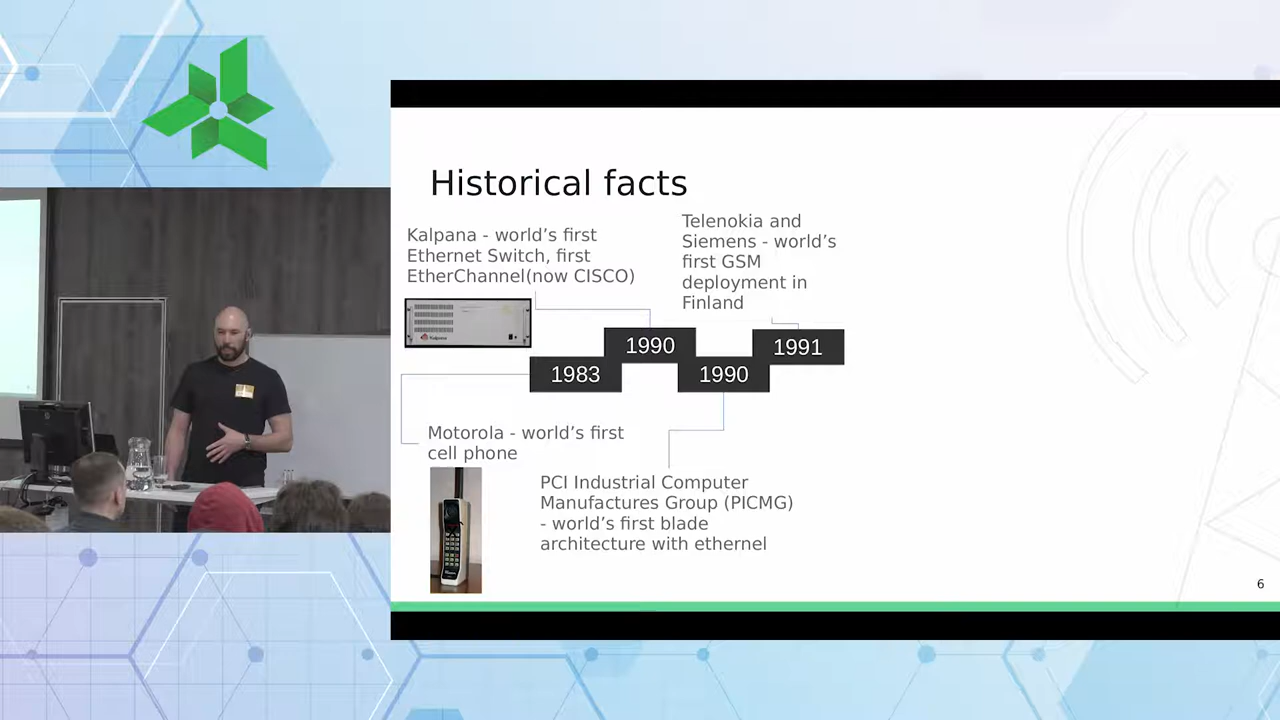 Historical facts
Kalpana - world’s first
Ethernet Switch, first
EtherChannel(now CISCO)
Telenokia and
Siemens - world’s
first GSM
deployment in
Finland
Kalpana
1990
1991
1983
1990
Motorola - world’s first
cell phone
PCI Industrial Computer
Manufactures Group (PICMG)
- world’s first blade
architecture with ethernel
6